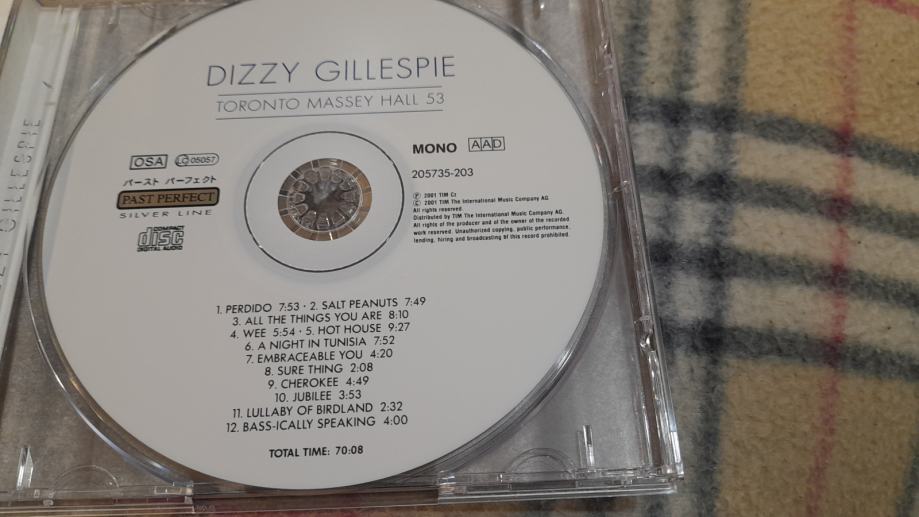 DIZZY GILLESPIE
TORONTO MASSEY HALL 53
OSA LC 05057
パースト パーフェクト
PAST PERFECT
SILVER LINE
COMPACT
disc
DIGITAL AUDIO
MONO AAD
205735-203
℗ 2001 TIM Cz
© 2001 TIM The International Music Company AG.
All rights reserved.
Distributed by TIM The International Music Company AG.
All rights of the producer and of the owner of the recorded
work reserved. Unauthorized copying, public performance,
lending, hiring and broadcasting of this record prohibited.
1. PERDIDO 7:53 · 2. SALT PEANUTS 7:49
3. ALL THE THINGS YOU ARE 8:10
4. WEE 5:54 · 5. HOT HOUSE 9:27
6. A NIGHT IN TUNISIA 7:52
7. EMBRACEABLE YOU 4:20
8. SURE THING 2:08
9. CHEROKEE 4:49
10. JUBILEE 3:53
11. LULLABY OF BIRDLAND 2:32
12. BASS-ICALLY SPEAKING 4:00
TOTAL TIME: 70:08
GILLESPIE